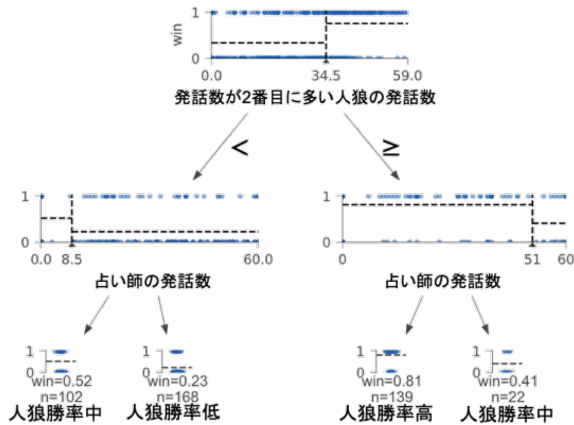 1
win
0
0.0 34.5 59.0
発話数が2番目に多い人狼の発話数
< ≥
1 1
0 0
0.0 8.5 60.0 0 51 60
占い師の発話数 占い師の発話数
1 1 1 1
0 0 0 0
win=0.52 win=0.23 win=0.81 win=0.41
n=102 n=168 n=139 n=22
人狼勝率中 人狼勝率低 人狼勝率高 人狼勝率中